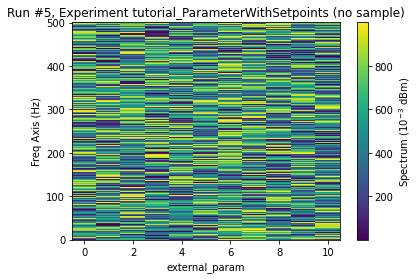 Run #5, Experiment tutorial_ParameterWithSetpoints (no sample)
500
400
300
200
100
0
Freq Axis (Hz)
0 2 4 6 8 10
external_param
800
600
400
200
Spectrum (10⁻³ dBm)